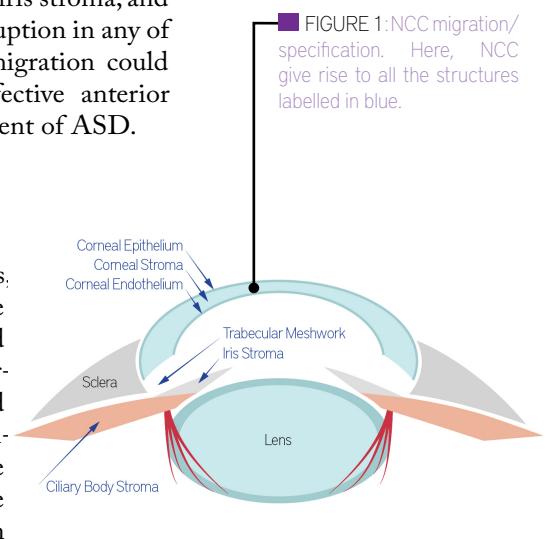 iris stroma, and
uption in any of
migration could
fective anterior
ent of ASD.
FIGURE 1: NCC migration/
specification. Here, NCC
give rise to all the structures
labelled in blue.
Corneal Epithelium
Corneal Stroma
Corneal Endothelium
Trabecular Meshwork
Iris Stroma
Sclera
Lens
Ciliary Body Stroma